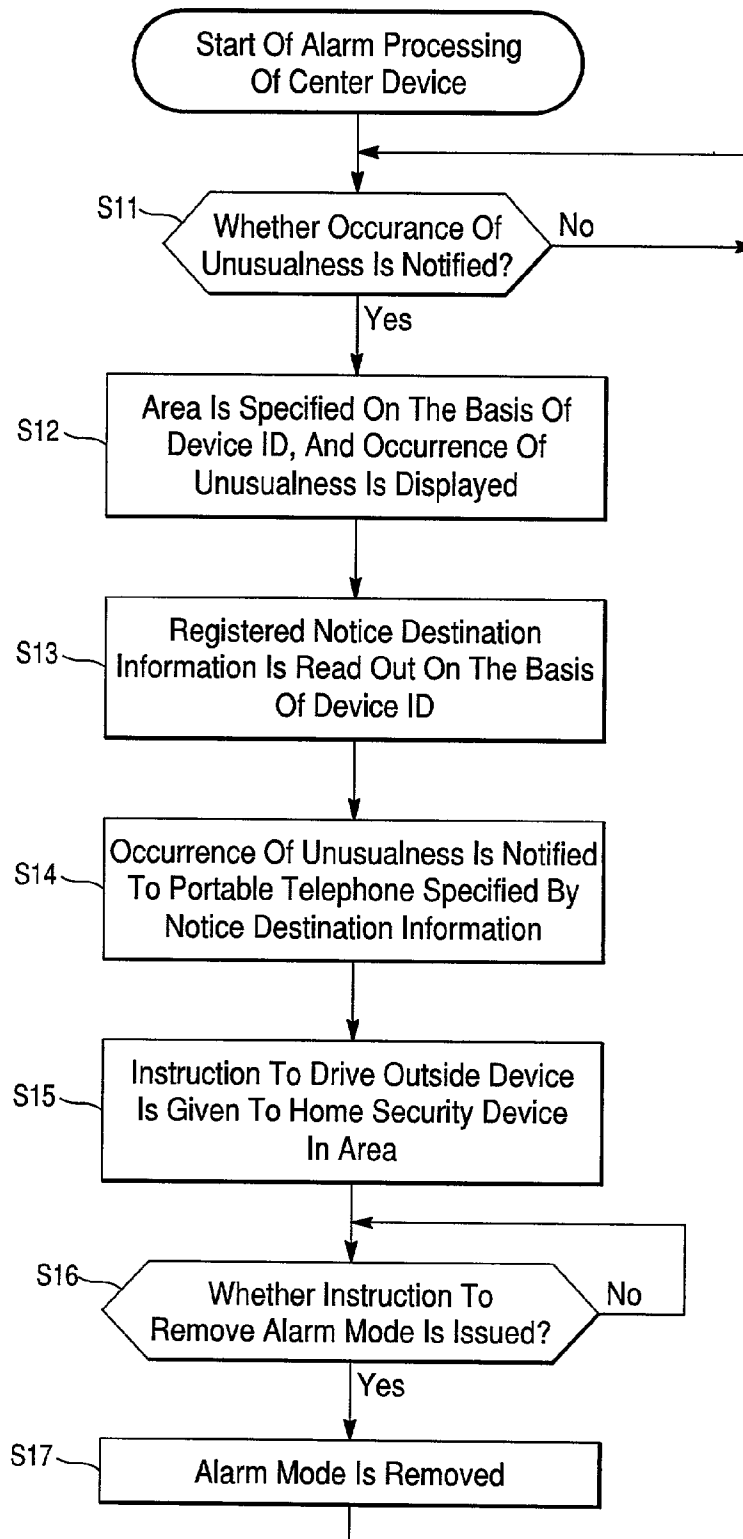 Start Of Alarm Processing
Of Center Device
S11
Whether Occurance Of
Unusualness Is Notified?
No
Yes
S12
Area Is Specified On The Basis Of
Device ID, And Occurrence Of
Unusualness Is Displayed
S13
Registered Notice Destination
Information Is Read Out On The Basis
Of Device ID
S14
Occurrence Of Unusualness Is Notified
To Portable Telephone Specified By
Notice Destination Information
S15
Instruction To Drive Outside Device
Is Given To Home Security Device
In Area
S16
Whether Instruction To
Remove Alarm Mode Is Issued?
No
Yes
S17
Alarm Mode Is Removed